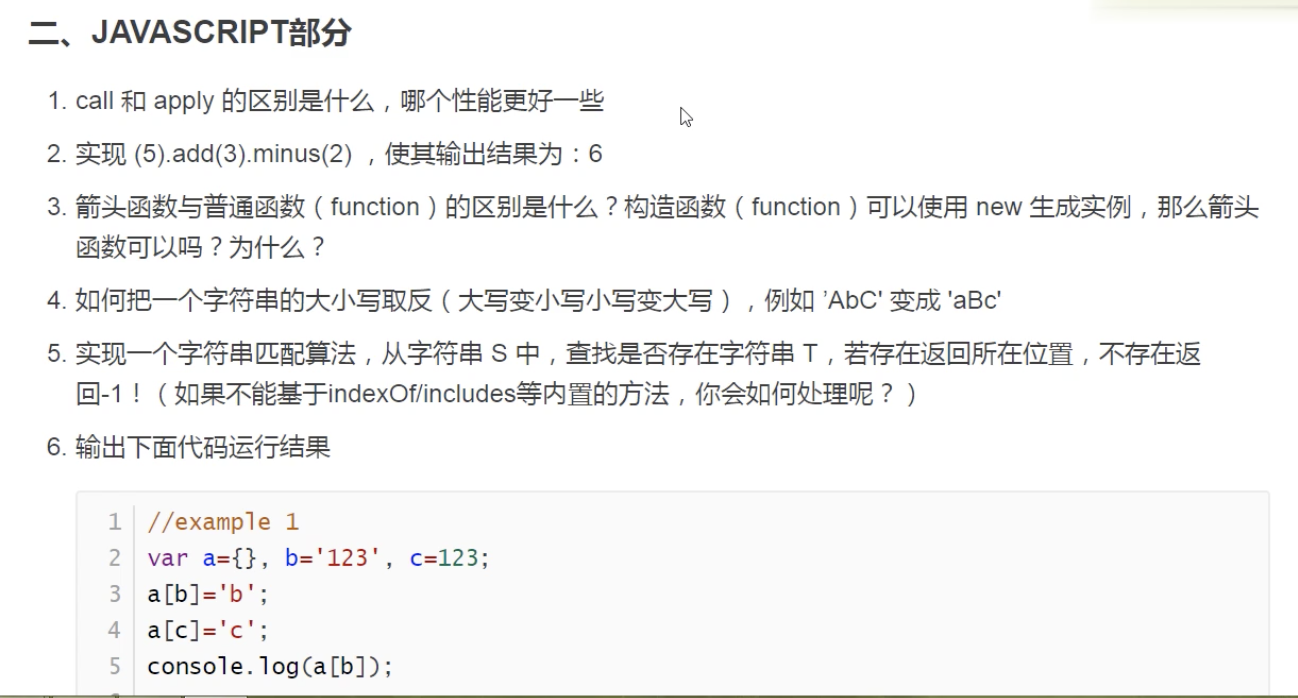 二、JAVASCRIPT部分
1. call 和 apply 的区别是什么，哪个性能更好一些
2. 实现 (5).add(3).minus(2) ，使其输出结果为：6
3. 箭头函数与普通函数（function）的区别是什么？构造函数（function）可以使用 new 生成实例，那么箭头
函数可以吗？为什么？
4. 如何把一个字符串的大小写取反（大写变小写小写变大写），例如 ’AbC' 变成 'aBc'
5. 实现一个字符串匹配算法，从字符串 S 中，查找是否存在字符串 T，若存在返回所在位置，不存在返
回-1！（如果不能基于indexOf/includes等内置的方法，你会如何处理呢？）
6. 输出下面代码运行结果
1 //example 1
2 var a={}, b='123', c=123;
3 a[b]='b';
4 a[c]='c';
5 console.log(a[b]);